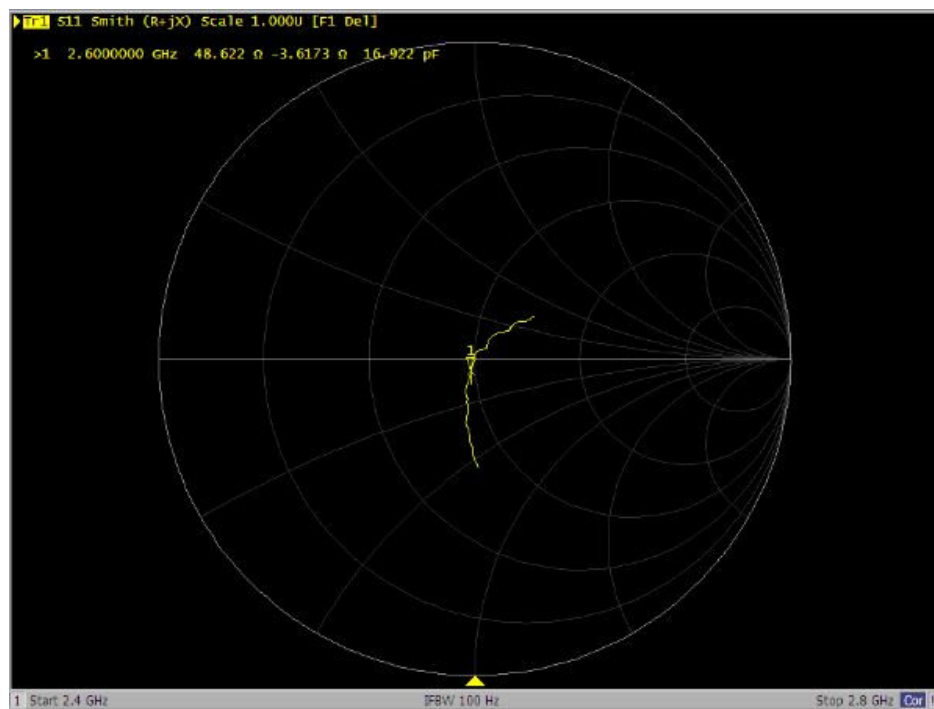 Tr1 S11 Smith (R+jX) Scale 1.000U [F1 Del]
>1 2.6000000 GHz 48.622 Ω -3.6173 Ω 16.922 pF
1
1 Start 2.4 GHz IFBW 100 Hz Stop 2.8 GHz Cor